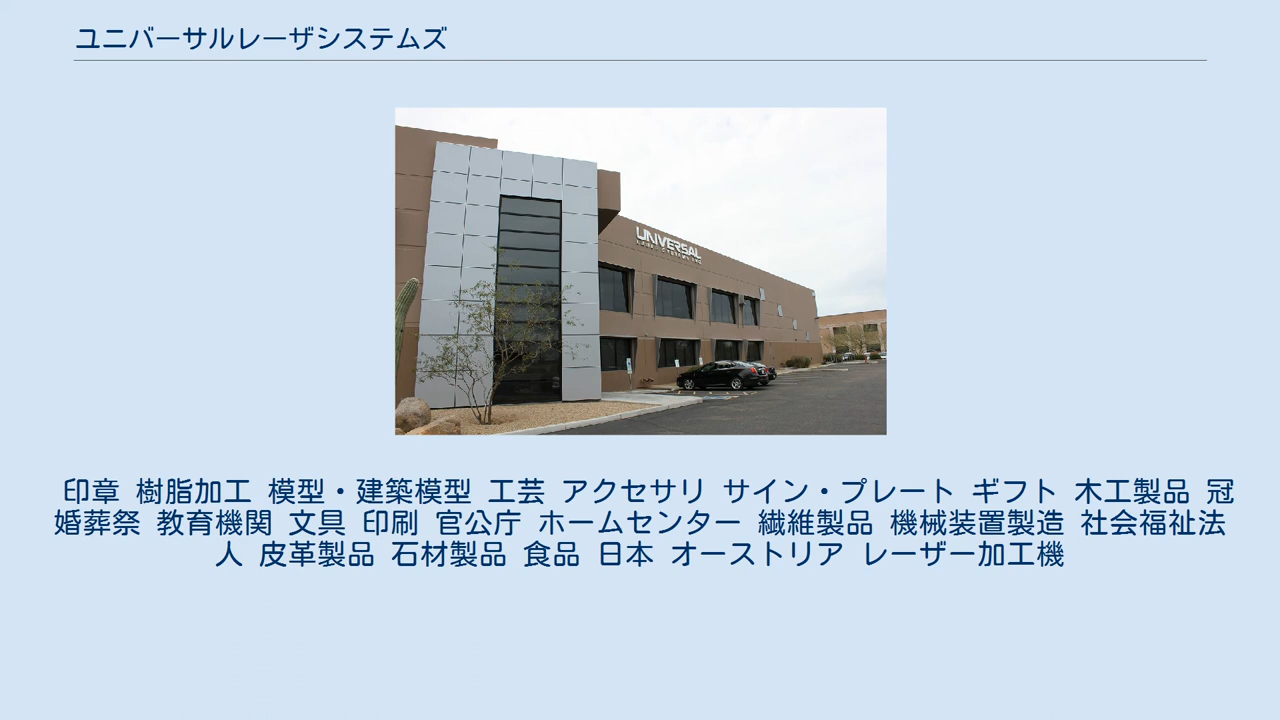 ユニバーサルレーザシステムズ
UNIVERSAL
LASER SYSTEMS INC
印章 樹脂加工 模型・建築模型 工芸 アクセサリ サイン・プレート ギフト 木工製品 冠
婚葬祭 教育機関 文具 印刷 官公庁 ホームセンター 繊維製品 機械装置製造 社会福祉法
人 皮革製品 石材製品 食品 日本 オーストリア レーザー加工機